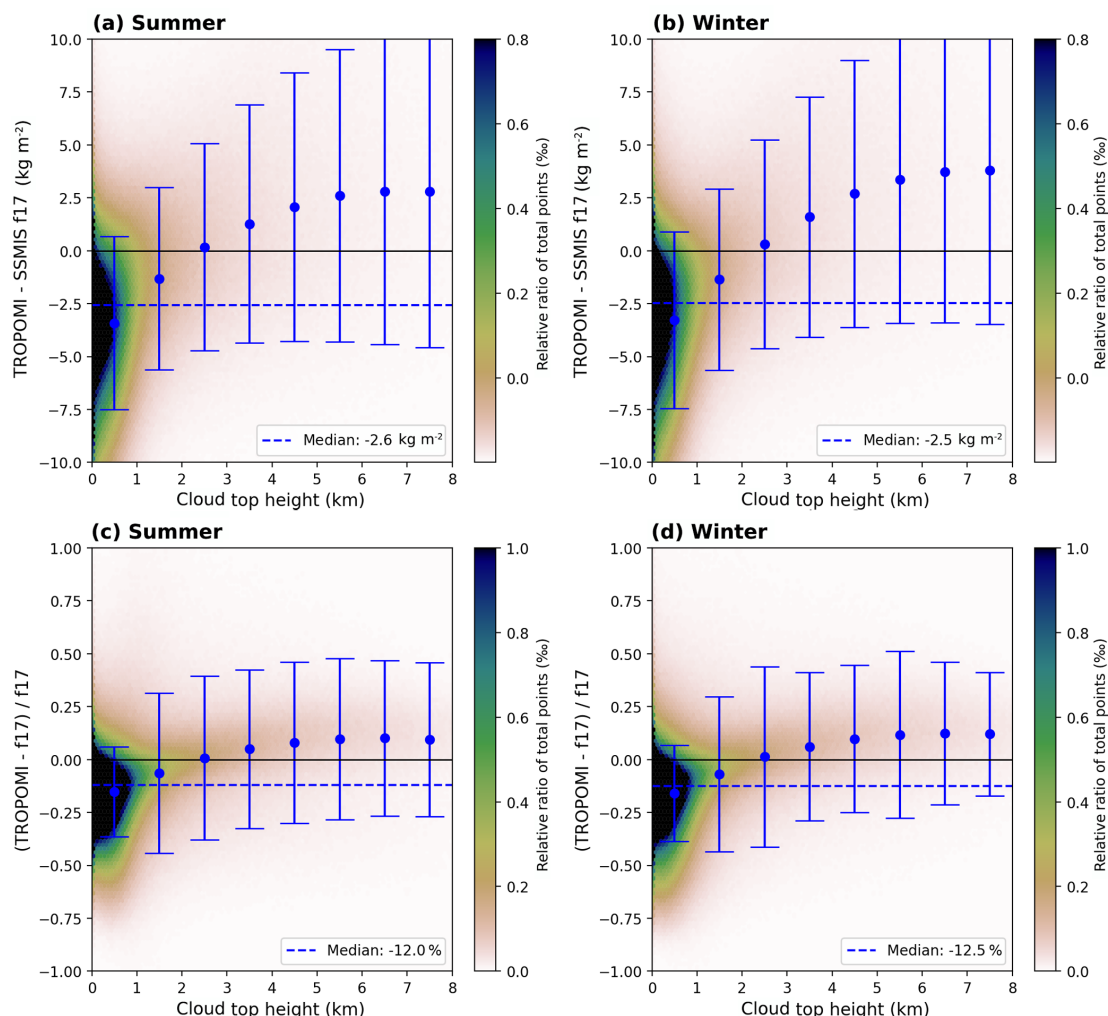 (a) Summer
10.0
7.5
5.0
2.5
0.0
−2.5
−5.0
−7.5
−10.0
TROPOMI - SSMIS f17 (kg m⁻²)
0 1 2 3 4 5 6 7 8
Cloud top height (km)
Median: -2.6 kg m⁻²
0.8
0.6
0.4
0.2
0.0
Relative ratio of total points (‰)
(b) Winter
10.0
7.5
5.0
2.5
0.0
−2.5
−5.0
−7.5
−10.0
TROPOMI - SSMIS f17 (kg m⁻²)
0 1 2 3 4 5 6 7 8
Cloud top height (km)
Median: -2.5 kg m⁻²
0.8
0.6
0.4
0.2
0.0
Relative ratio of total points (‰)
(c) Summer
1.00
0.75
0.50
0.25
0.00
−0.25
−0.50
−0.75
−1.00
(TROPOMI - f17) / f17
0 1 2 3 4 5 6 7 8
Cloud top height (km)
Median: -12.0 %
1.0
0.8
0.6
0.4
0.2
0.0
Relative ratio of total points (‰)
(d) Winter
1.00
0.75
0.50
0.25
0.00
−0.25
−0.50
−0.75
−1.00
(TROPOMI - f17) / f17
0 1 2 3 4 5 6 7 8
Cloud top height (km)
Median: -12.5 %
1.0
0.8
0.6
0.4
0.2
0.0
Relative ratio of total points (‰)